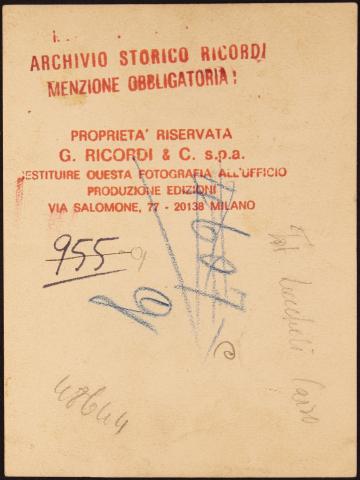 ARCHIVIO STORICO RICORDI
MENZIONE OBBLIGATORIA:
PROPRIETA' RISERVATA
G. RICORDI & C. s.p.a.
RESTITUIRE QUESTA FOTOGRAFIA ALL'UFFICIO
PRODUZIONE EDIZIONI
VIA SALOMONE, 77 - 20138 MILANO
955
48644